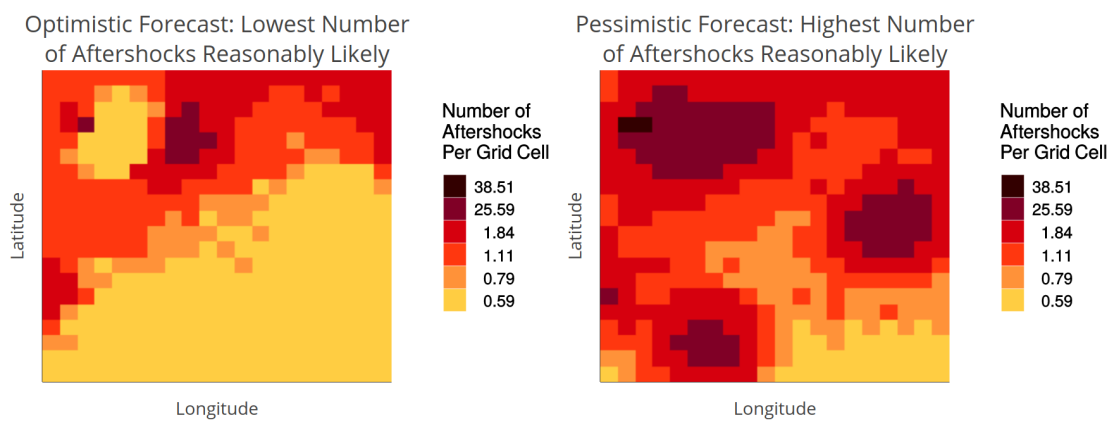 Optimistic Forecast: Lowest Number
of Aftershocks Reasonably Likely
Latitude
Longitude
Number of
Aftershocks
Per Grid Cell
38.51
25.59
1.84
1.11
0.79
0.59
Pessimistic Forecast: Highest Number
of Aftershocks Reasonably Likely
Latitude
Longitude
Number of
Aftershocks
Per Grid Cell
38.51
25.59
1.84
1.11
0.79
0.59